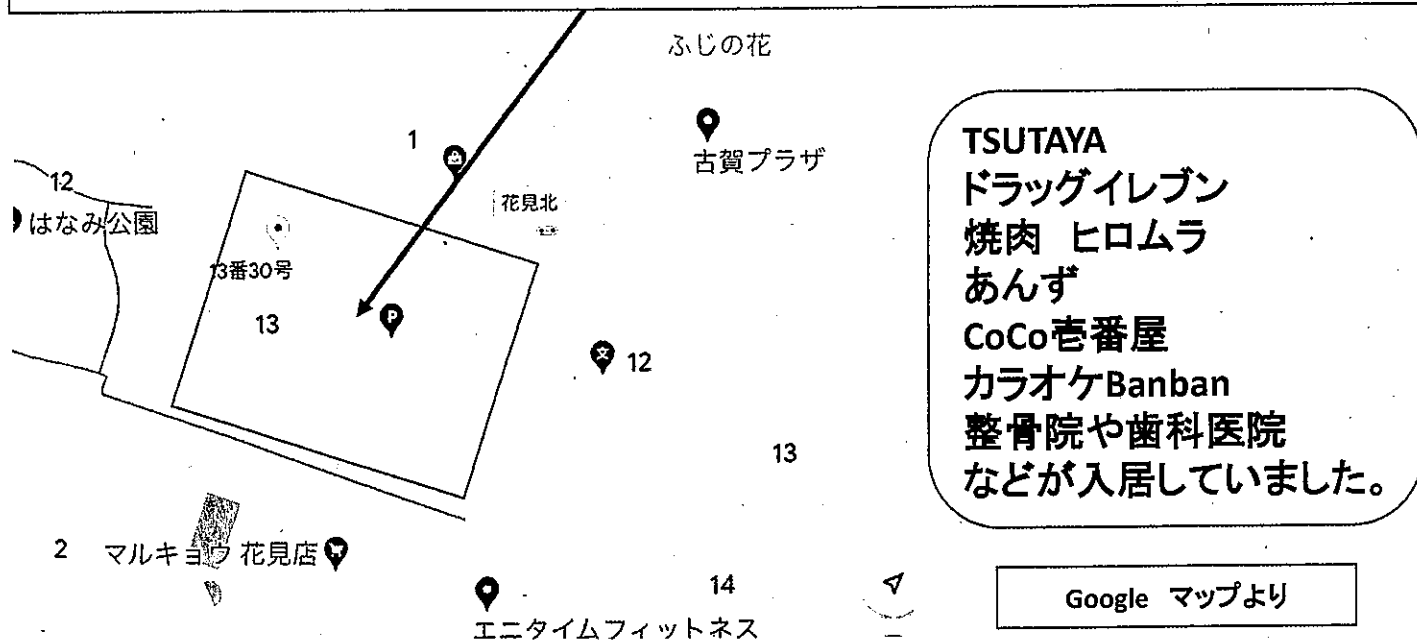 ふじの花
1
古賀プラザ
12
花見北
はなみ公園
13番30号
13
P
文
12
13
2
マルキョウ 花見店
14
エニタイムフィットネス
TSUTAYA
ドラッグイレブン
焼肉 ヒロムラ
あんず
CoCo壱番屋
カラオケBanban
整骨院や歯科医院
などが入居していました。
Google マップより